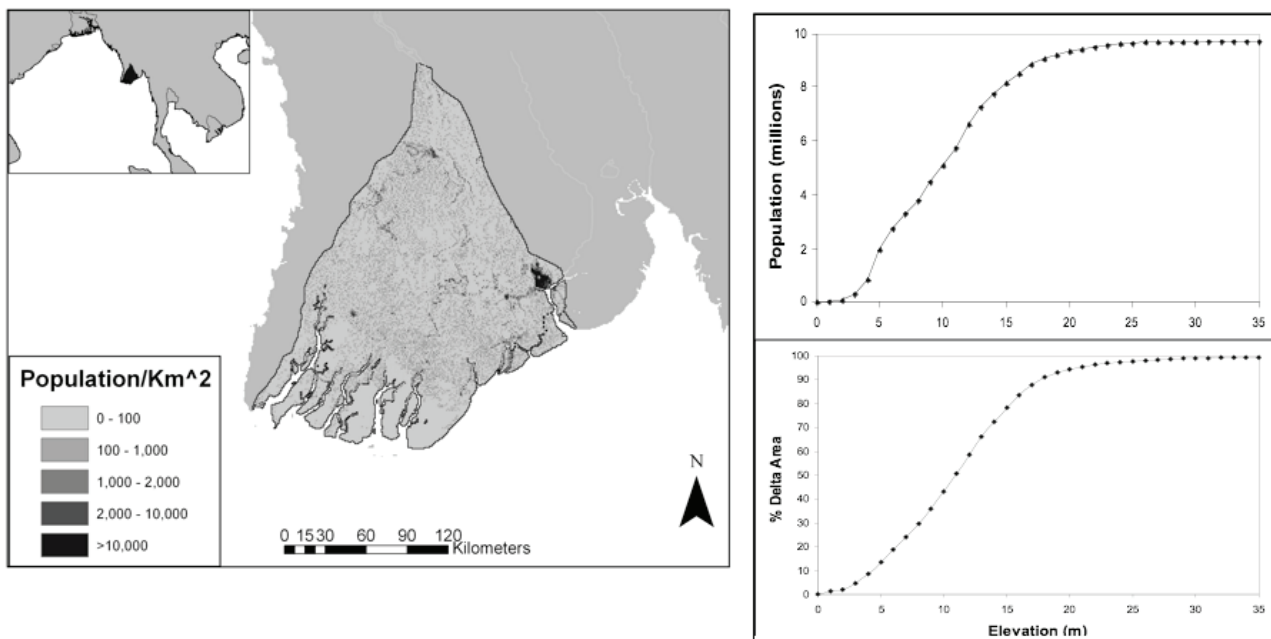 Population/Km^2
0 - 100
100 - 1,000
1,000 - 2,000
2,000 - 10,000
>10,000
N
0 15 30 60 90 120
Kilometers
Population (millions)
10
8
6
4
2
0
0 5 10 15 20 25 30 35
% Delta Area
100
90
80
70
60
50
40
30
20
10
0
0 5 10 15 20 25 30 35
Elevation (m)